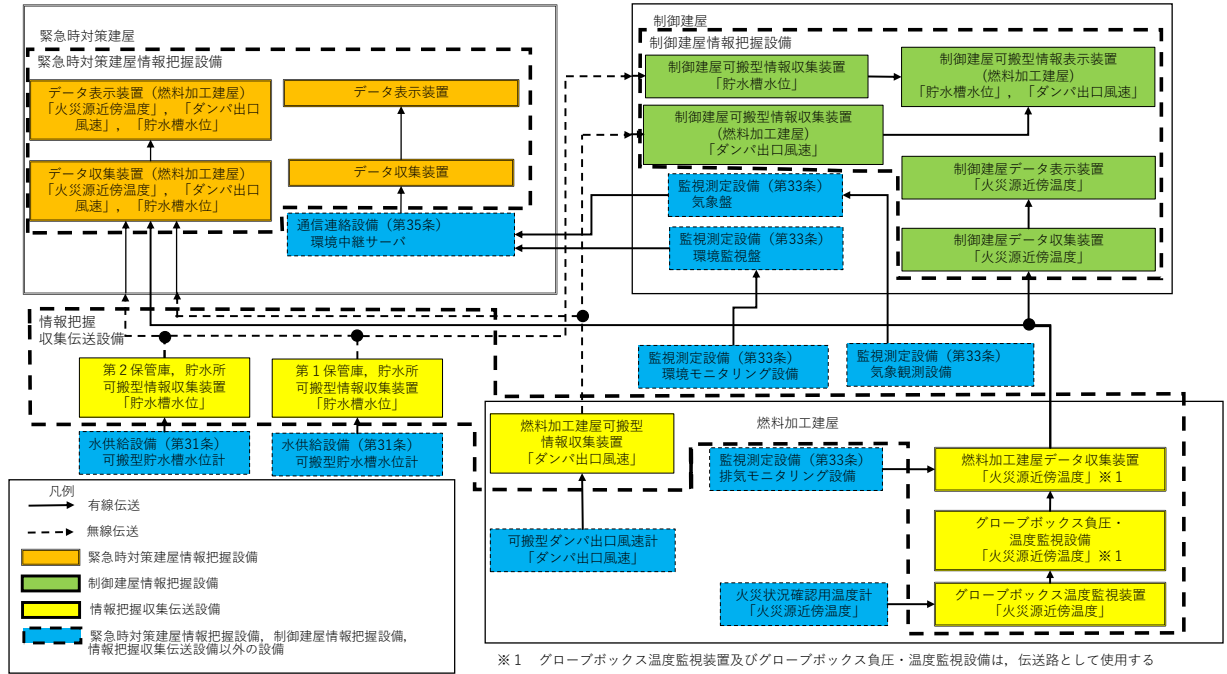 緊急時対策建屋
緊急時対策建屋情報把握設備
データ表示装置（燃料加工建屋）
「火災源近傍温度」，「ダンパ出口
風速」，「貯水槽水位」
データ表示装置
データ収集装置（燃料加工建屋）
「火災源近傍温度」，「ダンパ出口
風速」，「貯水槽水位」
データ収集装置
通信連絡設備（第35条）
環境中継サーバ
制御建屋
制御建屋情報把握設備
制御建屋可搬型情報収集装置
「貯水槽水位」
制御建屋可搬型情報表示装置
(燃料加工建屋)
「貯水槽水位」，「ダンパ出口風速」
制御建屋可搬型情報収集装置
(燃料加工建屋)
「ダンパ出口風速」
制御建屋データ表示装置
「火災源近傍温度」
監視測定設備（第33条）
気象盤
監視測定設備（第33条）
環境監視盤
制御建屋データ収集装置
「火災源近傍温度」
情報把握
収集伝送設備
第２保管庫，貯水所
可搬型情報収集装置
「貯水槽水位」
第１保管庫，貯水所
可搬型情報収集装置
「貯水槽水位」
水供給設備（第31条）
可搬型貯水槽水位計
水供給設備（第31条）
可搬型貯水槽水位計
監視測定設備（第33条）
環境モニタリング設備
監視測定設備（第33条）
気象観測設備
燃料加工建屋
燃料加工建屋可搬型
情報収集装置
「ダンパ出口風速」
監視測定設備（第33条）
排気モニタリング設備
燃料加工建屋データ収集装置
「火災源近傍温度」※１
可搬型ダンパ出口風速計
「ダンパ出口風速」
グローブボックス負圧・
温度監視設備
「火災源近傍温度」※１
火災状況確認用温度計
「火災源近傍温度」
グローブボックス温度監視装置
「火災源近傍温度」
凡例
有線伝送
無線伝送
緊急時対策建屋情報把握設備
制御建屋情報把握設備
情報把握収集伝送設備
緊急時対策建屋情報把握設備，制御建屋情報把握設備，
情報把握収集伝送設備以外の設備
※１　グローブボックス温度監視装置及びグローブボックス負圧・温度監視設備は，伝送路として使用する